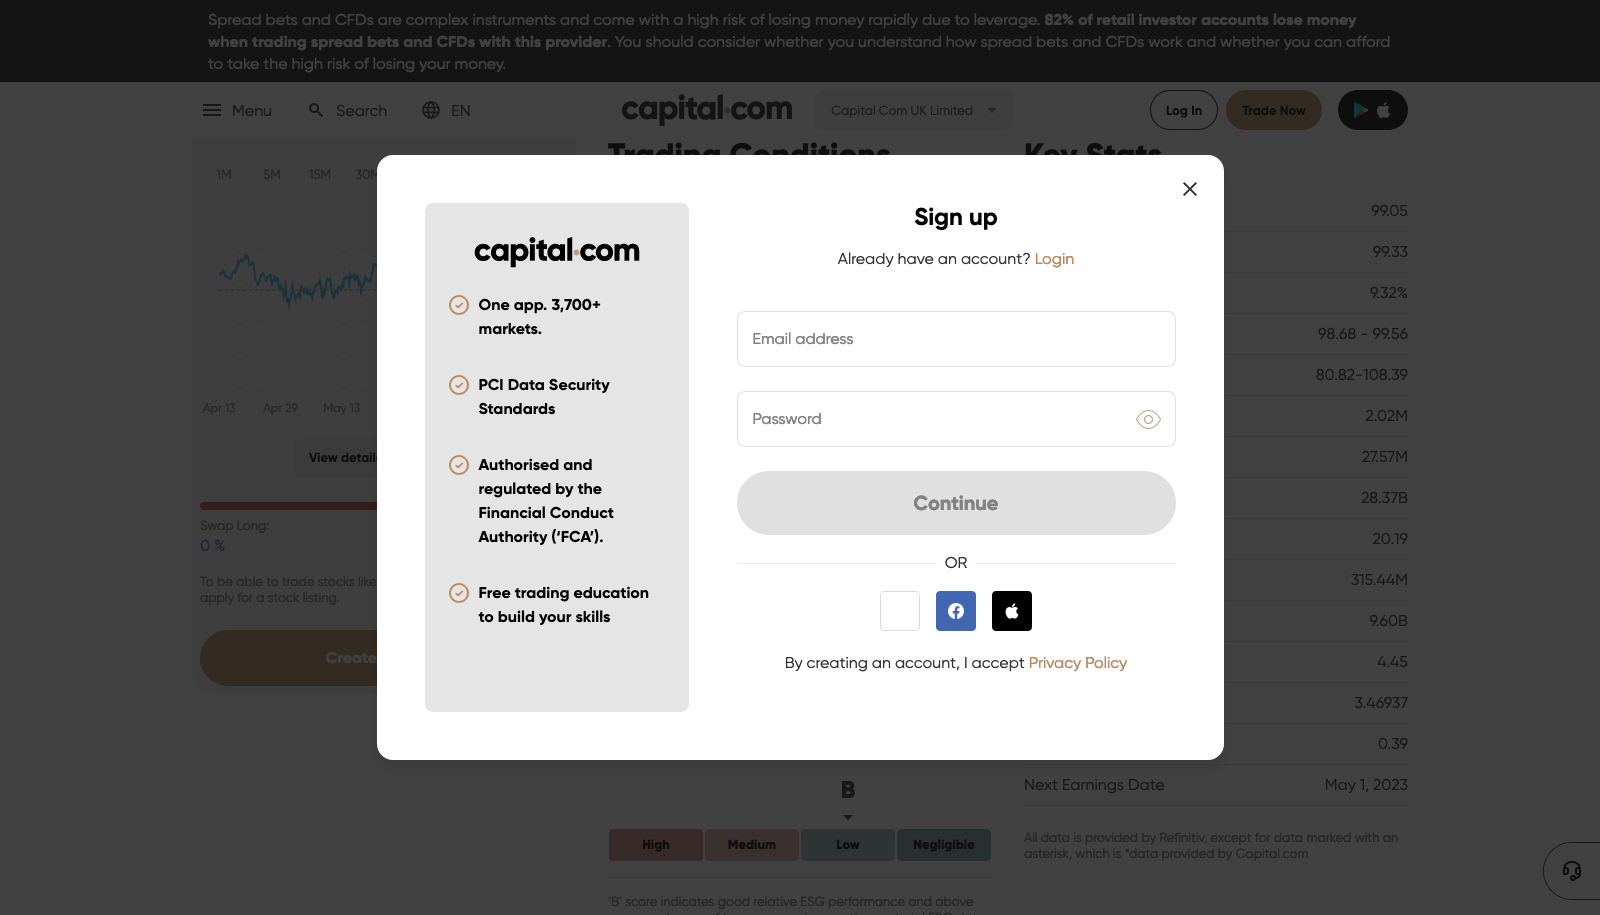 Spread bets and CFDs are complex instruments and come with a high risk of losing money rapidly due to leverage. 82% of retail investor accounts lose money
when trading spread bets and CFDs with this provider. You should consider whether you understand how spread bets and CFDs work and whether you can afford
to take the high risk of losing your money.
Menu
Search
EN
capital.com
Capital Com UK Limited
Log In
Trade Now
Trading Conditions
Key Stats
1M
5M
15M
30M
Apr 13
Apr 29
May 13
View details
Swap Long:
0 %
To be able to trade stocks like
apply for a stock listing.
Create
Sign up
Already have an account? Login
capital.com
One app. 3,700+
markets.
PCI Data Security
Standards
Authorised and
regulated by the
Financial Conduct
Authority (‘FCA’).
Free trading education
to build your skills
Email address
Password
Continue
OR
By creating an account, I accept Privacy Policy
99.05
99.33
9.32%
98.68 - 99.56
80.82-108.39
2.02M
27.57M
28.37B
20.19
315.44M
9.60B
4.45
3.46937
0.39
Next Earnings Date
May 1, 2023
All data is provided by Refinitiv, except for data marked with an
asterisk, which is *data provided by Capital.com
B
High
Medium
Low
Negligible
'B' score indicates good relative ESG performance and above